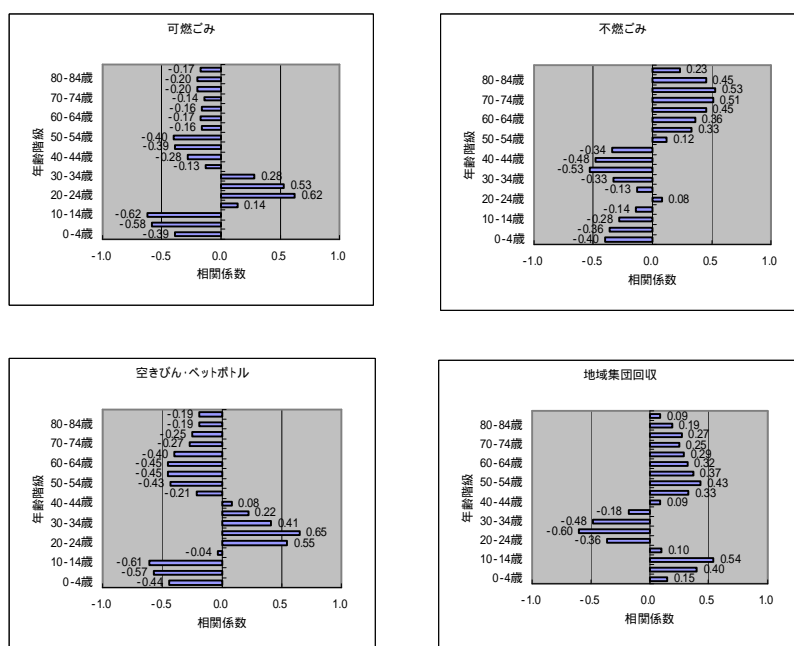 可燃ごみ
年齢階級
80-84歳
70-74歳
60-64歳
50-54歳
40-44歳
30-34歳
20-24歳
10-14歳
0-4歳
-0.17
-0.20
-0.20
-0.14
-0.16
-0.17
-0.16
-0.40
-0.39
-0.28
-0.13
0.28
0.53
0.62
0.14
-0.62
-0.58
-0.39
-1.0 -0.5 0.0 0.5 1.0
相関係数
不燃ごみ
年齢階級
80-84歳
70-74歳
60-64歳
50-54歳
40-44歳
30-34歳
20-24歳
10-14歳
0-4歳
0.23
0.45
0.53
0.51
0.45
0.36
0.33
0.12
-0.34
-0.48
-0.53
-0.33
-0.13
0.08
-0.14
-0.28
-0.36
-0.40
-1.0 -0.5 0.0 0.5 1.0
相関係数
空きびん・ペットボトル
年齢階級
80-84歳
70-74歳
60-64歳
50-54歳
40-44歳
30-34歳
20-24歳
10-14歳
0-4歳
-0.19
-0.19
-0.25
-0.27
-0.40
-0.45
-0.45
-0.43
-0.21
0.08
0.22
0.41
0.65
0.55
-0.04
-0.61
-0.57
-0.44
-1.0 -0.5 0.0 0.5 1.0
相関係数
地域集団回収
年齢階級
80-84歳
70-74歳
60-64歳
50-54歳
40-44歳
30-34歳
20-24歳
10-14歳
0-4歳
0.09
0.19
0.27
0.25
0.29
0.32
0.37
0.43
0.33
0.09
-0.18
-0.48
-0.60
-0.36
0.10
0.54
0.40
0.15
-1.0 -0.5 0.0 0.5 1.0
相関係数